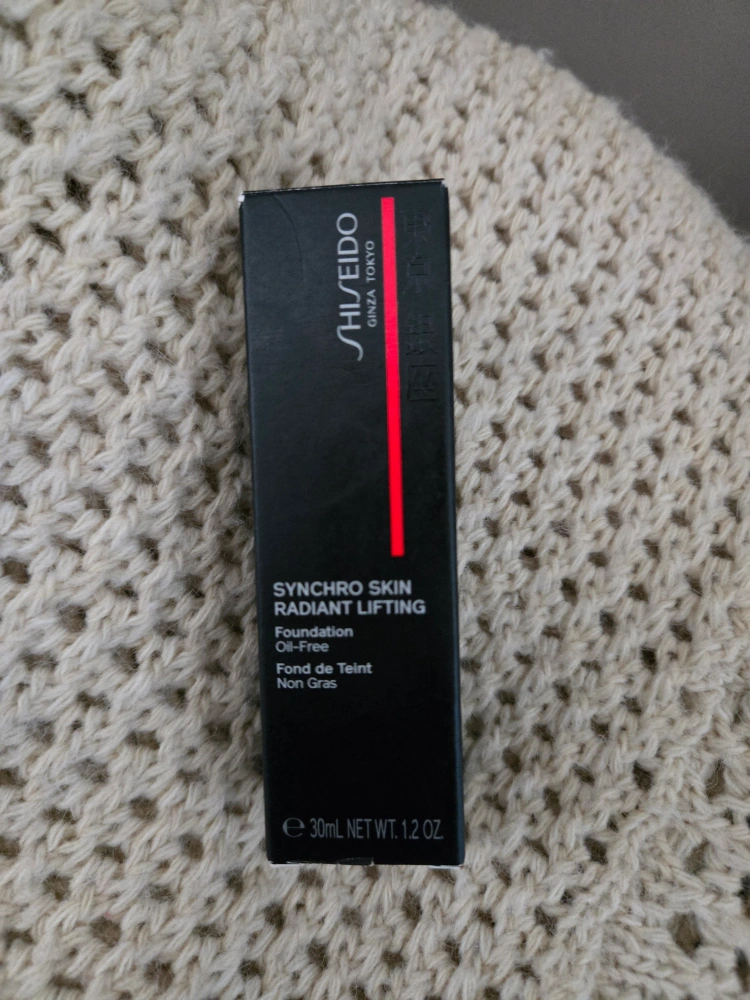 SHISEIDO
GINZA TOKYO
SYNCHRO SKIN
RADIANT LIFTING
Foundation
Oil-Free
Fond de Teint
Non Gras
℮ 30mL NET WT. 1.2 OZ.